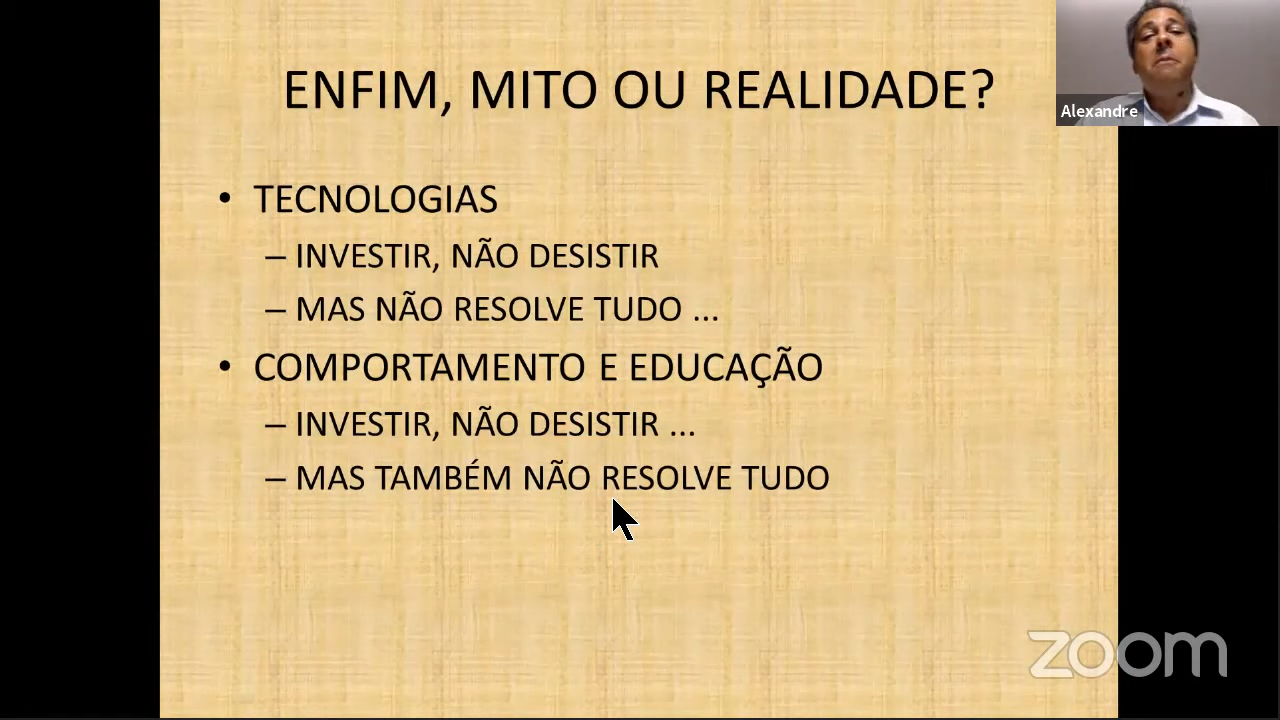 ENFIM, MITO OU REALIDADE?
Alexandre
• TECNOLOGIAS
– INVESTIR, NÃO DESISTIR
– MAS NÃO RESOLVE TUDO ...
• COMPORTAMENTO E EDUCAÇÃO
– INVESTIR, NÃO DESISTIR ...
– MAS TAMBÉM NÃO RESOLVE TUDO
zoom